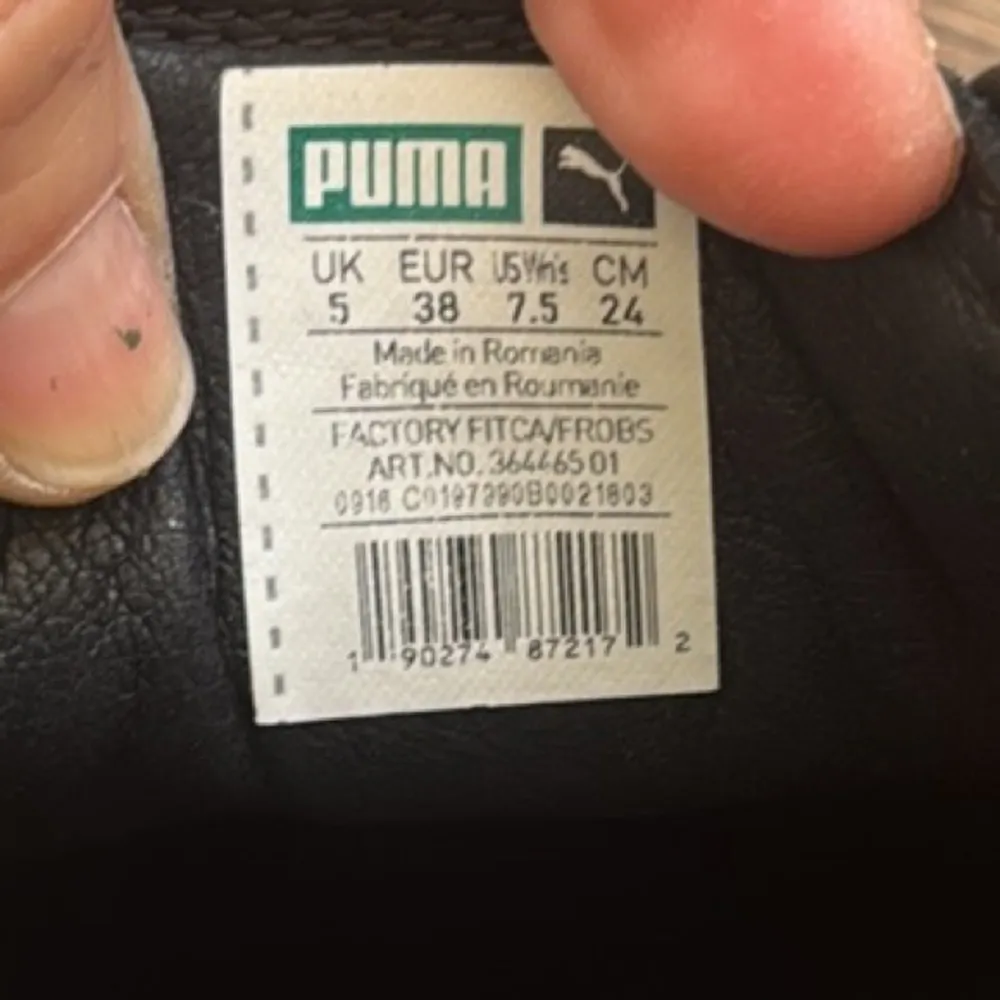 PUMA
UK EUR US Wn's CM
5 38 7.5 24
Made in Romania
Fabriqué en Roumanie
FACTORY FITCA/FROBS
ART.NO. 364465 01
0916
1 90274 87217 2